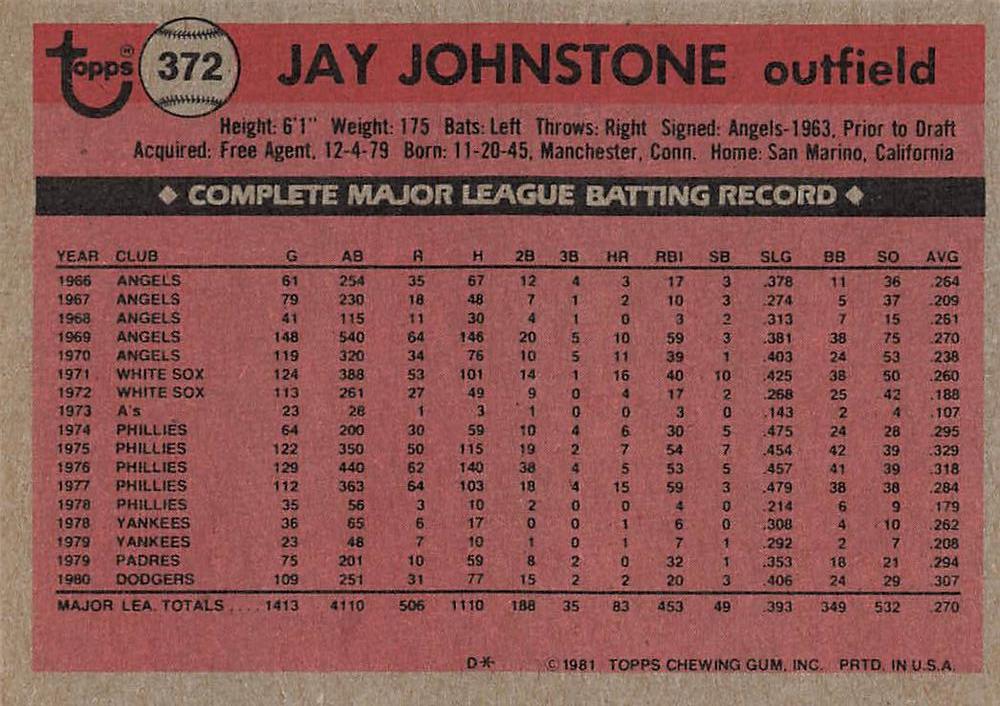 Topps® 372 JAY JOHNSTONE outfield
Height: 6'1" Weight: 175 Bats: Left Throws: Right Signed: Angels-1963, Prior to Draft
Acquired: Free Agent, 12-4-79 Born: 11-20-45, Manchester, Conn. Home: San Marino, California
◆ COMPLETE MAJOR LEAGUE BATTING RECORD ◆
YEAR CLUB G AB R H 2B 3B HR RBI SB SLG BB SO AVG
1966 ANGELS 61 254 35 67 12 4 3 17 3 .378 11 36 .264
1967 ANGELS 79 230 18 48 7 1 2 10 3 .274 5 37 .209
1968 ANGELS 41 115 11 30 4 1 0 3 2 .313 7 15 .261
1969 ANGELS 148 540 64 146 20 5 10 59 3 .381 38 75 .270
1970 ANGELS 119 320 34 76 10 5 11 39 1 .403 24 53 .238
1971 WHITE SOX 124 388 53 101 14 1 16 40 10 .425 38 50 .260
1972 WHITE SOX 113 261 27 49 9 0 4 17 2 .268 25 42 .188
1973 A's 23 28 1 3 1 0 0 3 0 .143 2 4 .107
1974 PHILLIES 64 200 30 59 10 4 6 30 5 .475 24 28 .295
1975 PHILLIES 122 350 50 115 19 2 7 54 7 .454 42 39 .329
1976 PHILLIES 129 440 62 140 38 4 5 53 5 .457 41 39 .318
1977 PHILLIES 112 363 64 103 18 4 15 59 3 .479 38 38 .284
1978 PHILLIES 35 56 3 10 2 0 0 4 0 .214 6 9 .179
1978 YANKEES 36 65 6 17 0 0 1 6 0 .308 4 10 .262
1979 YANKEES 23 48 7 10 1 0 1 7 1 .292 2 7 .208
1979 PADRES 75 201 10 59 8 2 0 32 1 .353 18 21 .294
1980 DODGERS 109 251 31 77 15 2 2 20 3 .406 24 29 .307
MAJOR LEA. TOTALS .... 1413 4110 506 1110 188 35 83 453 49 .393 349 532 .270
D* © 1981 TOPPS CHEWING GUM, INC. PRTD. IN U.S.A.